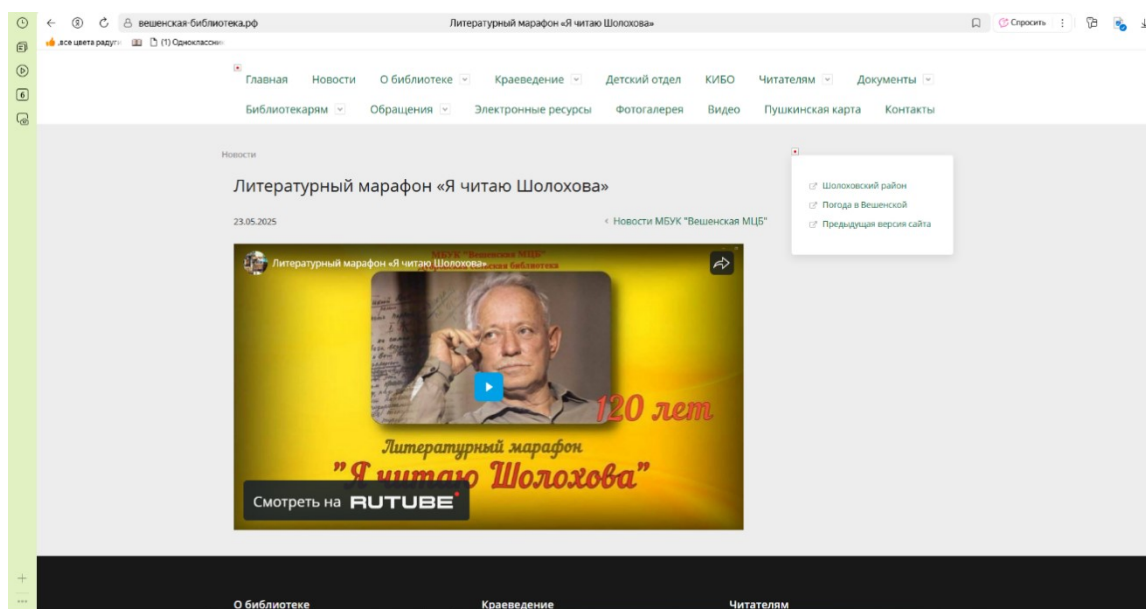 вешенская-библиотека.рф
Литературный марафон «Я читаю Шолохова»
Спросить
все цвета радуги
(1) Одноклассник
6
Главная Новости О библиотеке Краеведение Детский отдел КИБО Читателям Документы
Библиотекарям Обращения Электронные ресурсы Фотогалерея Видео Пушкинская карта Контакты
Новости
Литературный марафон «Я читаю Шолохова»
23.05.2025
Новости МБУК "Вешенская МЦБ"
Шолоховский район
Погода в Вешенской
Предыдущая версия сайта
МБУК "Вешенская МЦБ"
библиотека
Литературный марафон «Я читаю Шолохова»
120 лет
Литературный марафон
"Я читаю Шолохова"
Смотреть на RUTUBE
О библиотеке Краеведение Читателям